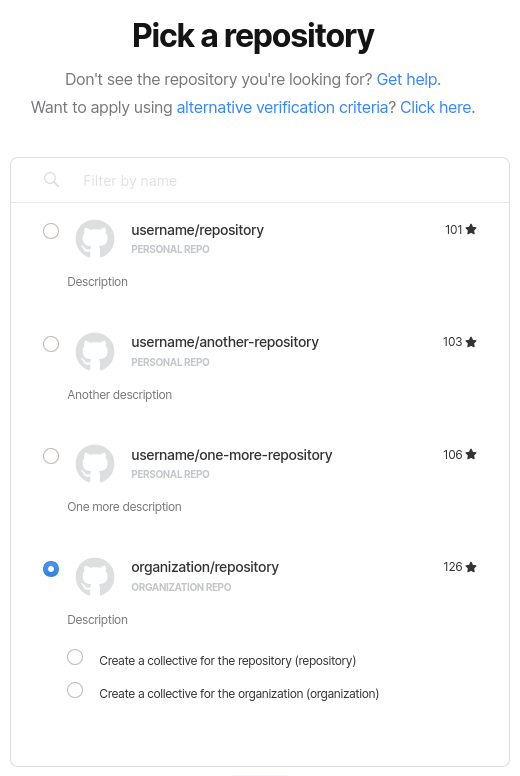 Pick a repository
Don't see the repository you're looking for? Get help.
Want to apply using alternative verification criteria? Click here.
Filter by name
username/repository 101
PERSONAL REPO
Description
username/another-repository 103
PERSONAL REPO
Another description
username/one-more-repository 106
PERSONAL REPO
One more description
organization/repository 126
ORGANIZATION REPO
Description
Create a collective for the repository (repository)
Create a collective for the organization (organization)